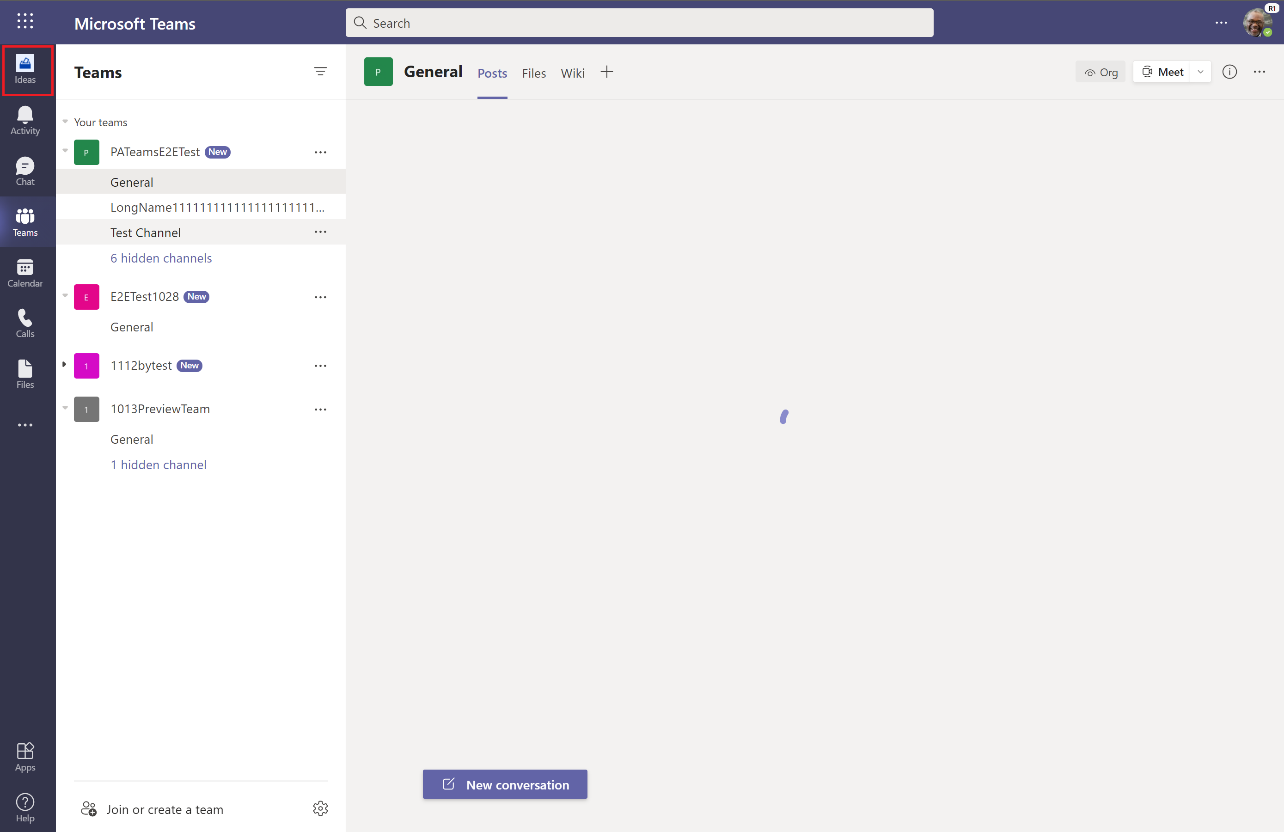 Microsoft Teams
Search
R!
Ideas
Activity
Chat
Teams
Calendar
Calls
Files
Apps
Help
Teams
Your teams
P PATeamsE2ETest New
General
LongName11111111111111111111111...
Test Channel
6 hidden channels
E E2ETest1028 New
General
1 1112bytest New
1 1013PreviewTeam
General
1 hidden channel
Join or create a team
P General Posts Files Wiki
Org Meet
New conversation